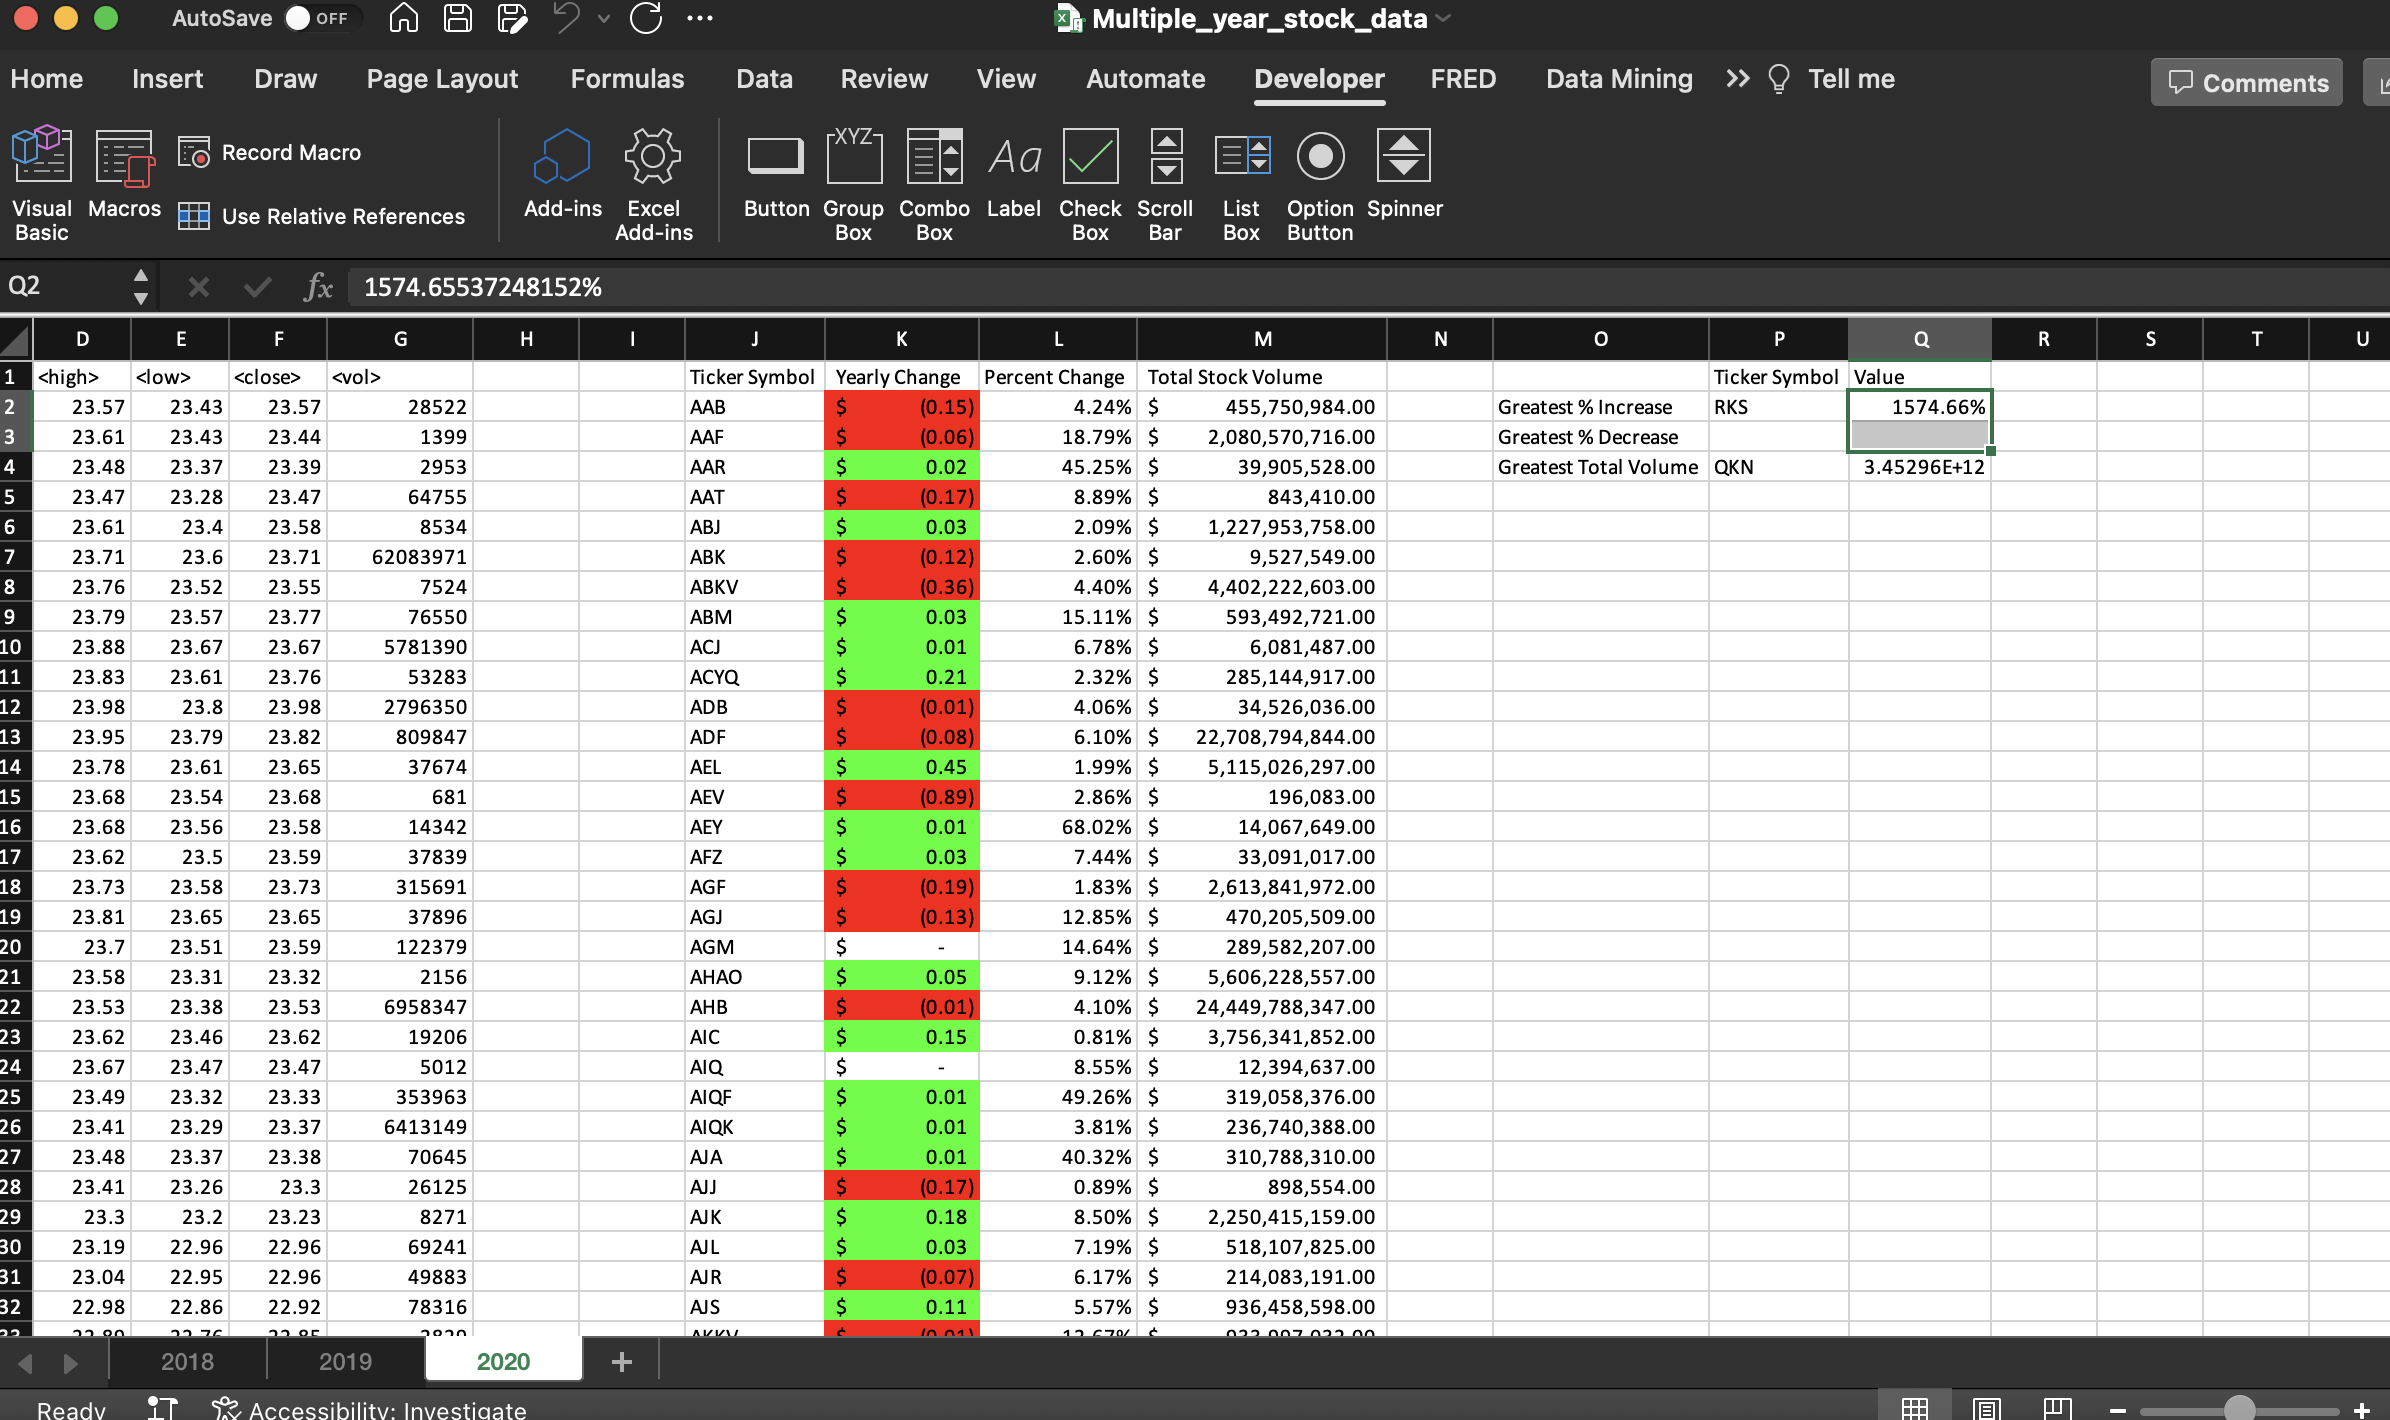 AutoSave OFF Multiple_year_stock_data
Home Insert Draw Page Layout Formulas Data Review View Automate Developer FRED Data Mining Tell me Comments
Visual Basic Macros Record Macro Use Relative References Add-ins Excel Add-ins Button XYZ Group Box Combo Box Aa Label Check Box Scroll Bar List Box Option Button Spinner
Q2 fx 1574.65537248152%
D E F G H I J K L M N O P Q R S T U
1 <high> <low> <close> <vol> Ticker Symbol Yearly Change Percent Change Total Stock Volume Ticker Symbol Value
2 23.57 23.43 23.57 28522 AAB $ (0.15) 4.24% $ 455,750,984.00 Greatest % Increase RKS 1574.66%
3 23.61 23.43 23.44 1399 AAF $ (0.06) 18.79% $ 2,080,570,716.00 Greatest % Decrease
4 23.48 23.37 23.39 2953 AAR $ 0.02 45.25% $ 39,905,528.00 Greatest Total Volume QKN 3.45296E+12
5 23.47 23.28 23.47 64755 AAT $ (0.17) 8.89% $ 843,410.00
6 23.61 23.4 23.58 8534 ABJ $ 0.03 2.09% $ 1,227,953,758.00
7 23.71 23.6 23.71 62083971 ABK $ (0.12) 2.60% $ 9,527,549.00
8 23.76 23.52 23.55 7524 ABKV $ (0.36) 4.40% $ 4,402,222,603.00
9 23.79 23.57 23.77 76550 ABM $ 0.03 15.11% $ 593,492,721.00
10 23.88 23.67 23.67 5781390 ACJ $ 0.01 6.78% $ 6,081,487.00
11 23.83 23.61 23.76 53283 ACYQ $ 0.21 2.32% $ 285,144,917.00
12 23.98 23.8 23.98 2796350 ADB $ (0.01) 4.06% $ 34,526,036.00
13 23.95 23.79 23.82 809847 ADF $ (0.08) 6.10% $ 22,708,794,844.00
14 23.78 23.61 23.65 37674 AEL $ 0.45 1.99% $ 5,115,026,297.00
15 23.68 23.54 23.68 681 AEV $ (0.89) 2.86% $ 196,083.00
16 23.68 23.56 23.58 14342 AEY $ 0.01 68.02% $ 14,067,649.00
17 23.62 23.5 23.59 37839 AFZ $ 0.03 7.44% $ 33,091,017.00
18 23.73 23.58 23.73 315691 AGF $ (0.19) 1.83% $ 2,613,841,972.00
19 23.81 23.65 23.65 37896 AGJ $ (0.13) 12.85% $ 470,205,509.00
20 23.7 23.51 23.59 122379 AGM $ - 14.64% $ 289,582,207.00
21 23.58 23.31 23.32 2156 AHAO $ 0.05 9.12% $ 5,606,228,557.00
22 23.53 23.38 23.53 6958347 AHB $ (0.01) 4.10% $ 24,449,788,347.00
23 23.62 23.46 23.62 19206 AIC $ 0.15 0.81% $ 3,756,341,852.00
24 23.67 23.47 23.47 5012 AIQ $ - 8.55% $ 12,394,637.00
25 23.49 23.32 23.33 353963 AIQF $ 0.01 49.26% $ 319,058,376.00
26 23.41 23.29 23.37 6413149 AIQK $ 0.01 3.81% $ 236,740,388.00
27 23.48 23.37 23.38 70645 AJA $ 0.01 40.32% $ 310,788,310.00
28 23.41 23.26 23.3 26125 AJJ $ (0.17) 0.89% $ 898,554.00
29 23.3 23.2 23.23 8271 AJK $ 0.18 8.50% $ 2,250,415,159.00
30 23.19 22.96 22.96 69241 AJL $ 0.03 7.19% $ 518,107,825.00
31 23.04 22.95 22.96 49883 AJR $ (0.07) 6.17% $ 214,083,191.00
32 22.98 22.86 22.92 78316 AJS $ 0.11 5.57% $ 936,458,598.00
2018 2019 2020
Ready Accessibility: Investigate